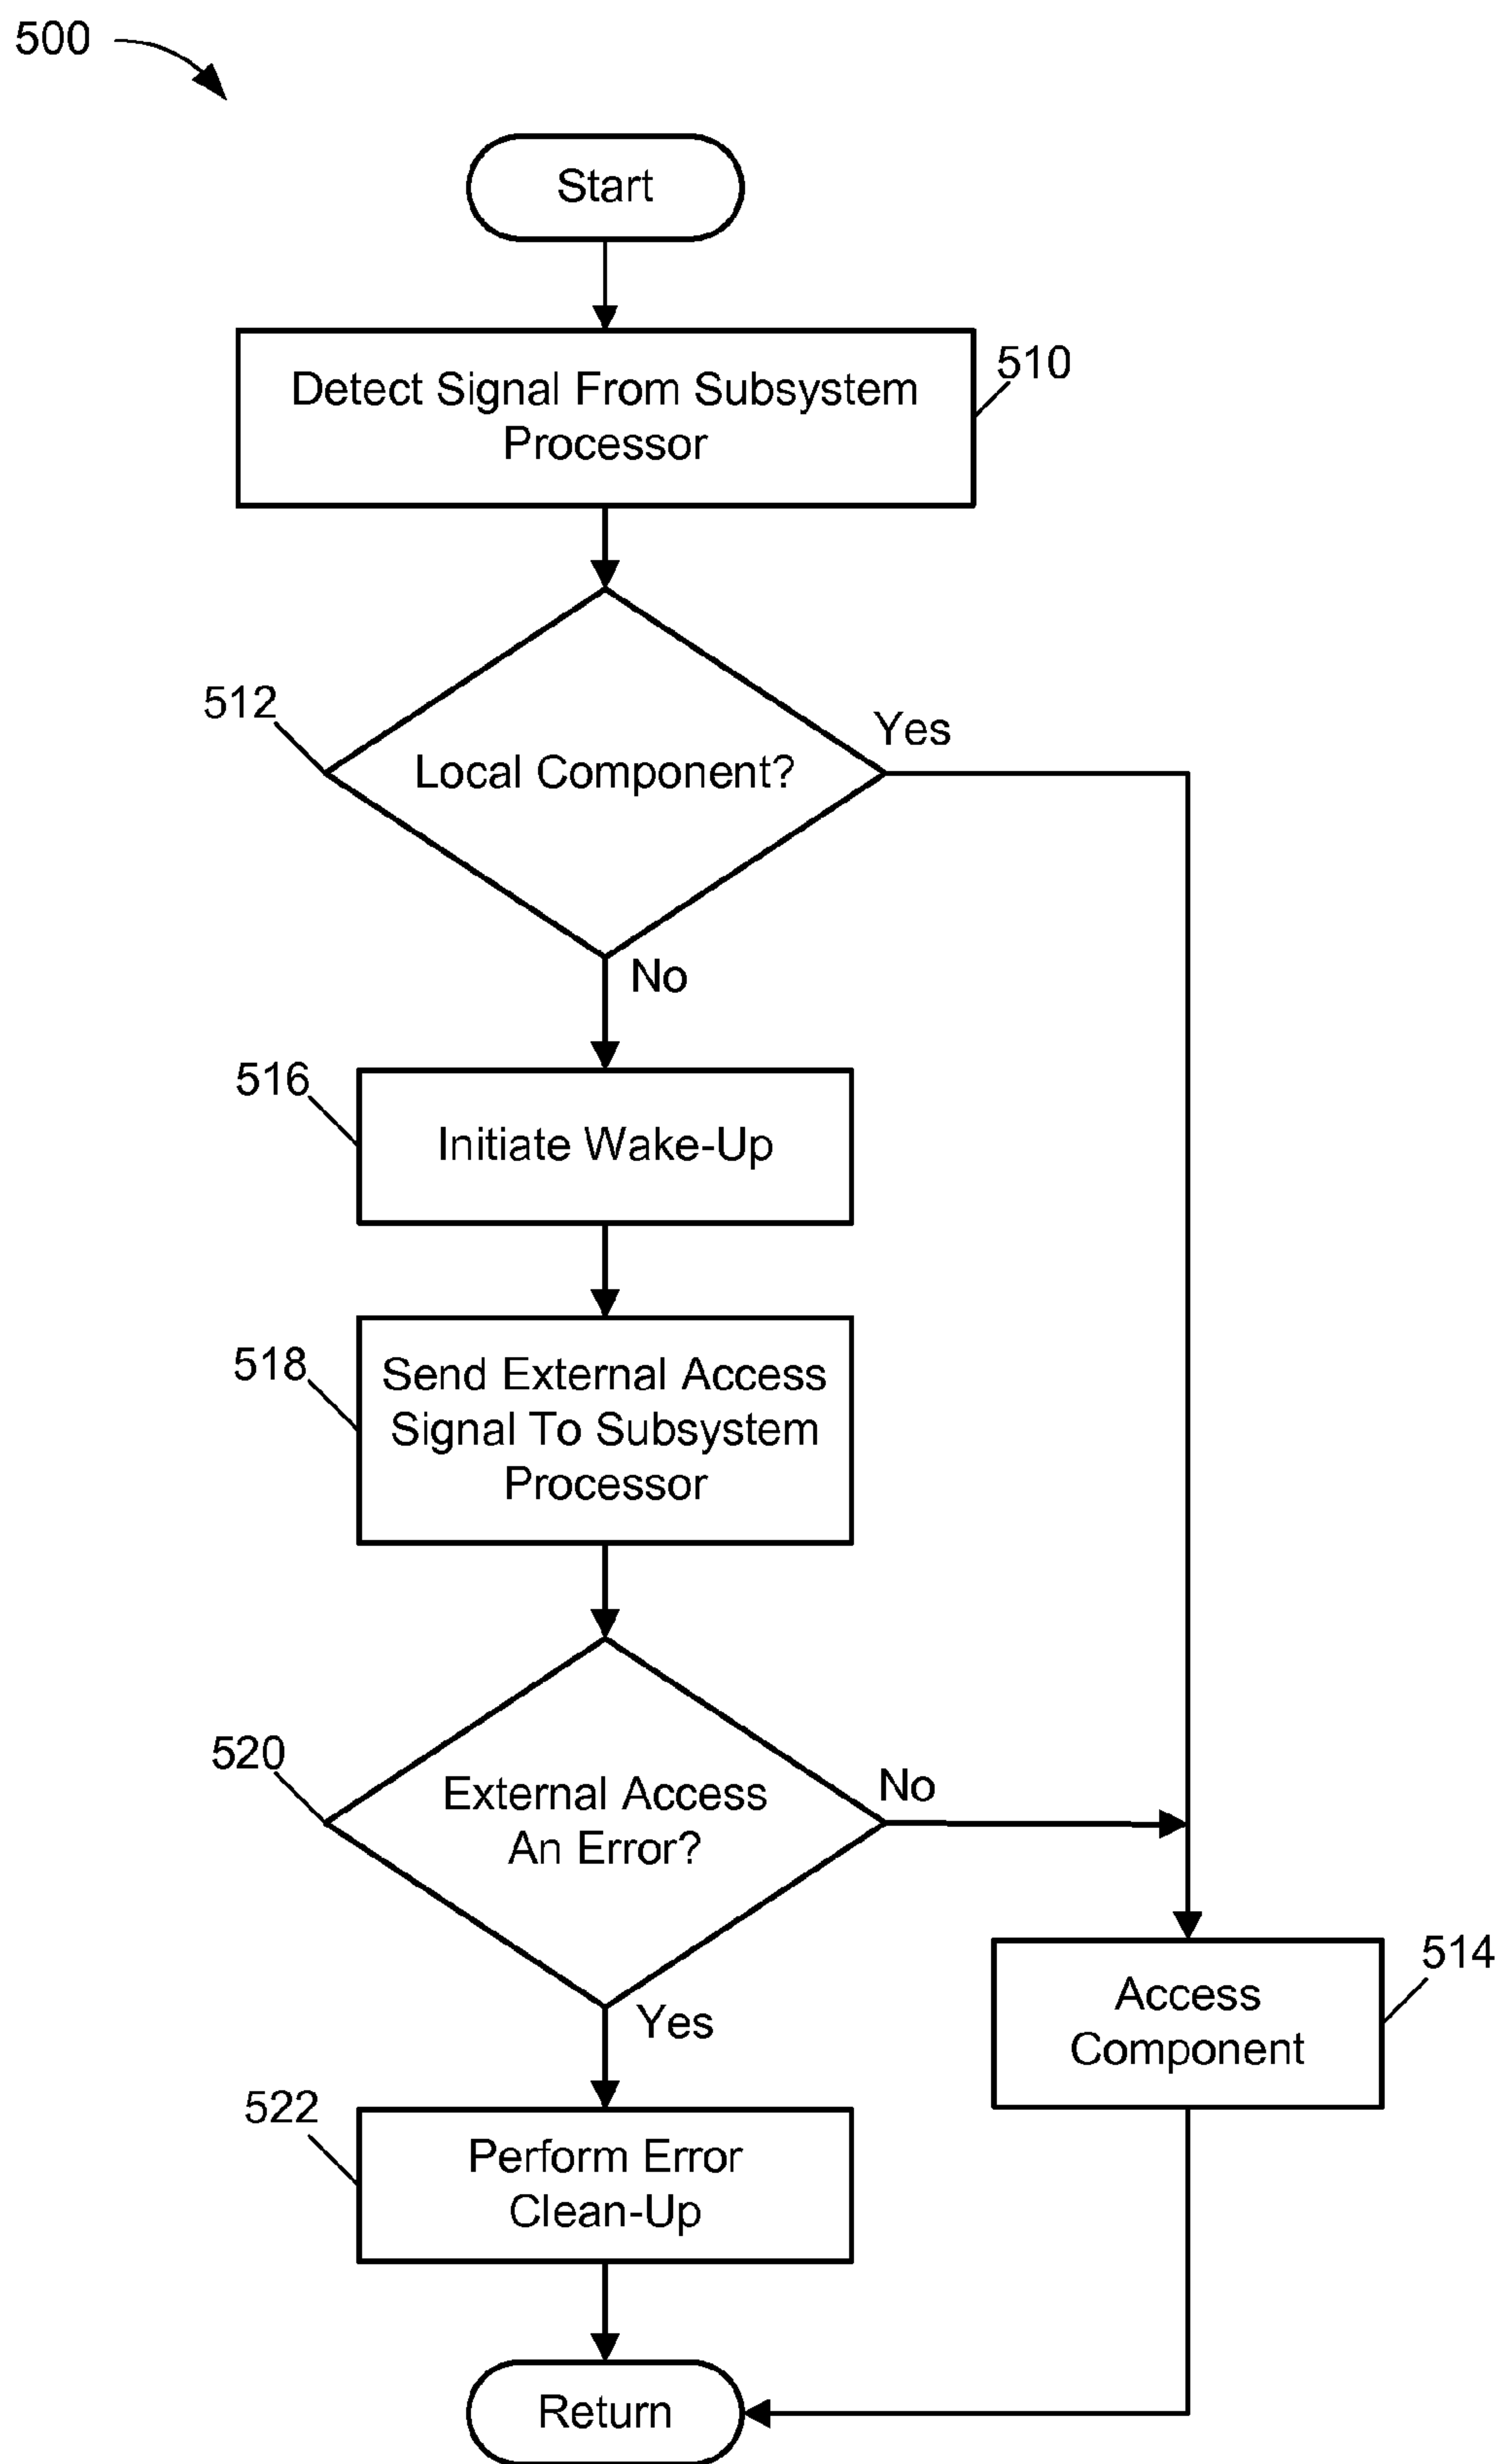 500
Start
Detect Signal From Subsystem
Processor
510
512
Local Component?
Yes
No
516
Initiate Wake-Up
518
Send External Access
Signal To Subsystem
Processor
520
External Access
An Error?
No
Yes
514
Access
Component
522
Perform Error
Clean-Up
Return